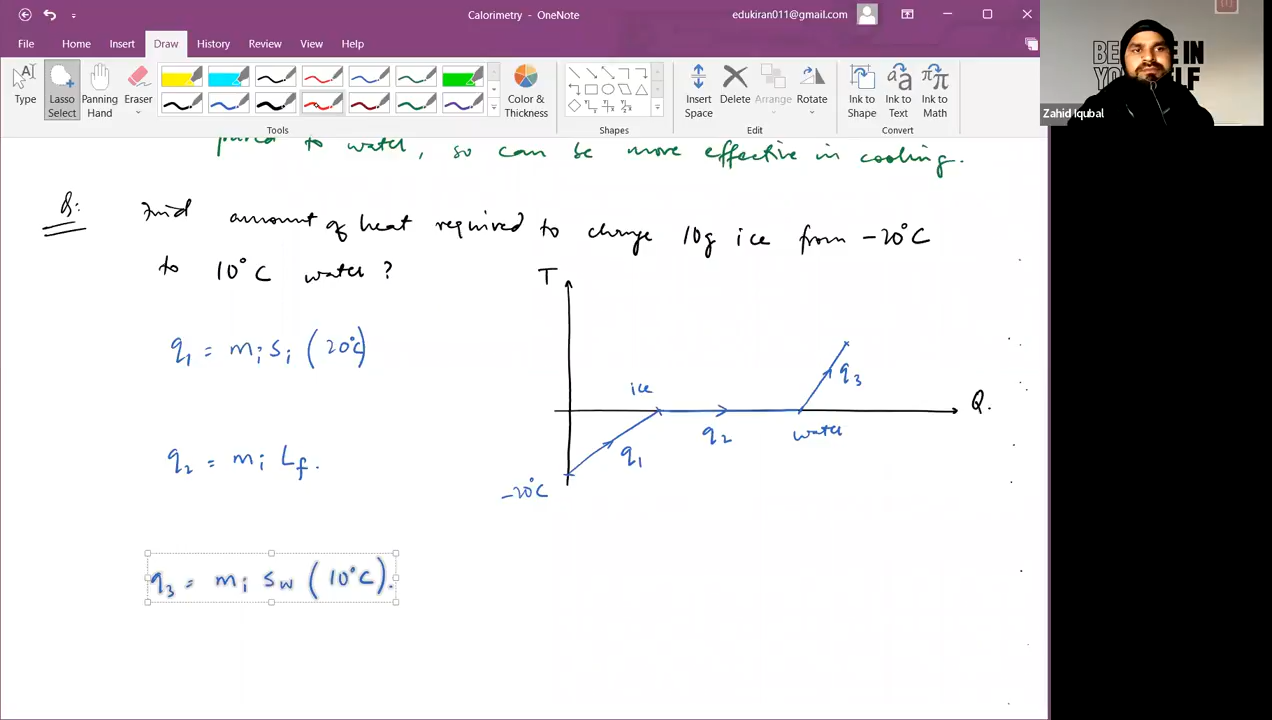 Calorimetry - OneNote
edukiran011@gmail.com
File Home Insert Draw History Review View Help
Type Lasso Select Panning Hand Eraser
Color & Thickness
Insert Space Delete Arrange Rotate
Ink to Shape Ink to Text Ink to Math
Tools Shapes Edit Convert
Zahid Iqubal
pared to water, so can be more effective in cooling.
Q: Find amount of heat required to change 10g ice from -20°C
to 10°C water?
T
q1 = mi si (20°C)
ice
q3
Q.
q2
water
q1
q2 = mi Lf.
-20°C
q3 = mi sw (10°C).